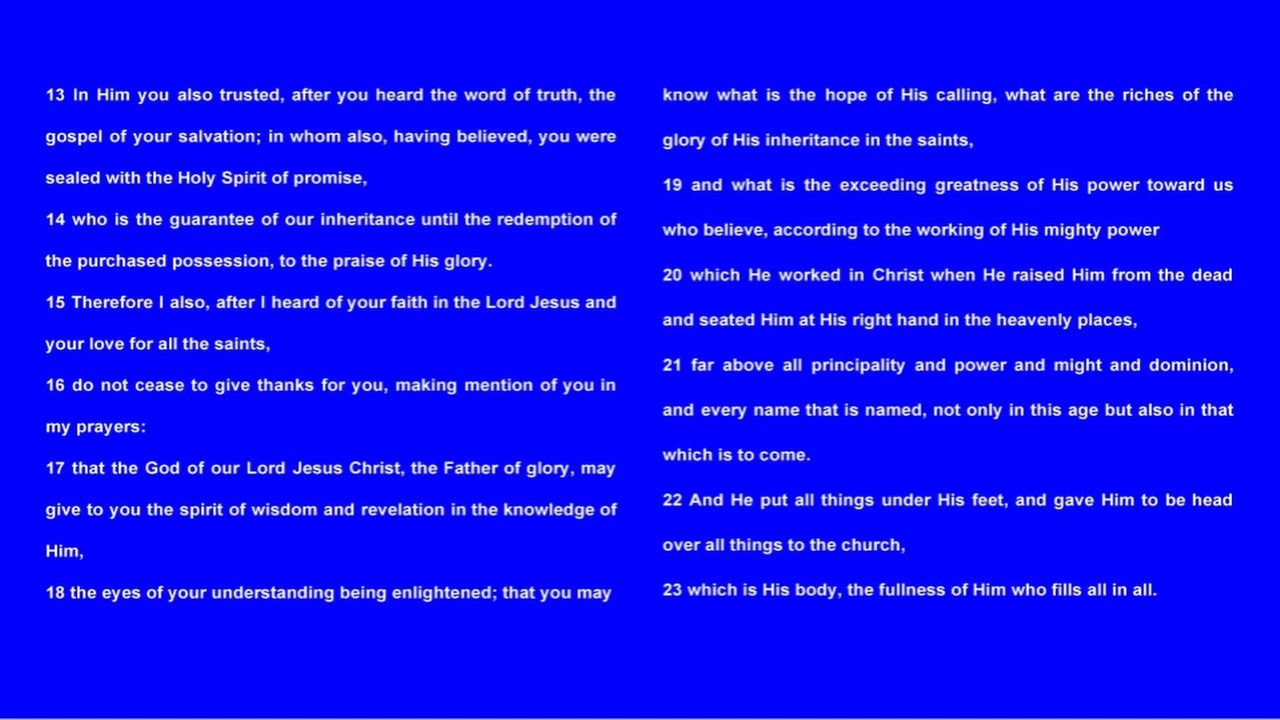 13 In Him you also trusted, after you heard the word of truth, the
gospel of your salvation; in whom also, having believed, you were
sealed with the Holy Spirit of promise,
14 who is the guarantee of our inheritance until the redemption of
the purchased possession, to the praise of His glory.
15 Therefore I also, after I heard of your faith in the Lord Jesus and
your love for all the saints,
16 do not cease to give thanks for you, making mention of you in
my prayers:
17 that the God of our Lord Jesus Christ, the Father of glory, may
give to you the spirit of wisdom and revelation in the knowledge of
Him,
18 the eyes of your understanding being enlightened; that you may
know what is the hope of His calling, what are the riches of the
glory of His inheritance in the saints,
19 and what is the exceeding greatness of His power toward us
who believe, according to the working of His mighty power
20 which He worked in Christ when He raised Him from the dead
and seated Him at His right hand in the heavenly places,
21 far above all principality and power and might and dominion,
and every name that is named, not only in this age but also in that
which is to come.
22 And He put all things under His feet, and gave Him to be head
over all things to the church,
23 which is His body, the fullness of Him who fills all in all.